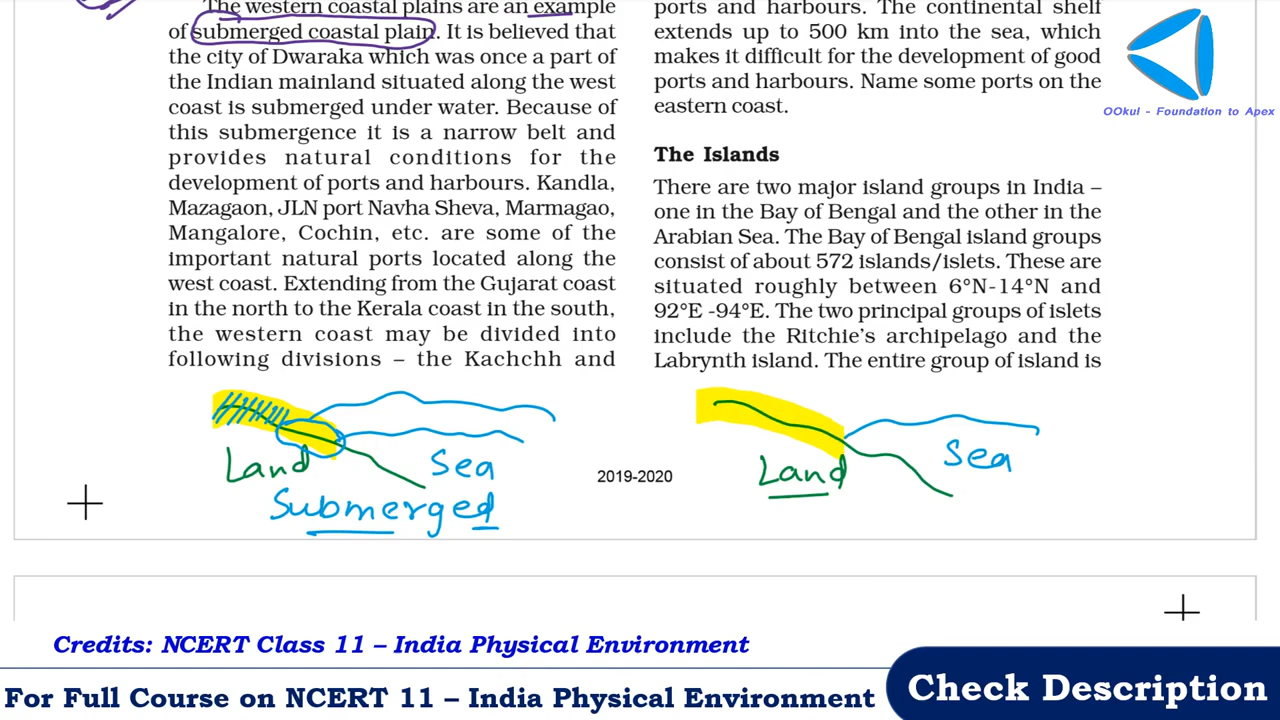 The western coastal plains are an example
of submerged coastal plain. It is believed that
the city of Dwaraka which was once a part of
the Indian mainland situated along the west
coast is submerged under water. Because of
this submergence it is a narrow belt and
provides natural conditions for the
development of ports and harbours. Kandla,
Mazagaon, JLN port Navha Sheva, Marmagao,
Mangalore, Cochin, etc. are some of the
important natural ports located along the
west coast. Extending from the Gujarat coast
in the north to the Kerala coast in the south,
the western coast may be divided into
following divisions – the Kachchh and
Land
Sea
Submerged
ports and harbours. The continental shelf
extends up to 500 km into the sea, which
makes it difficult for the development of good
ports and harbours. Name some ports on the
eastern coast.
The Islands
There are two major island groups in India –
one in the Bay of Bengal and the other in the
Arabian Sea. The Bay of Bengal island groups
consist of about 572 islands/islets. These are
situated roughly between 6°N-14°N and
92°E -94°E. The two principal groups of islets
include the Ritchie's archipelago and the
Labrynth island. The entire group of island is
Land
Sea
2019-2020
OOkul - Foundation to Apex
Credits: NCERT Class 11 – India Physical Environment
For Full Course on NCERT 11 – India Physical Environment
Check Description